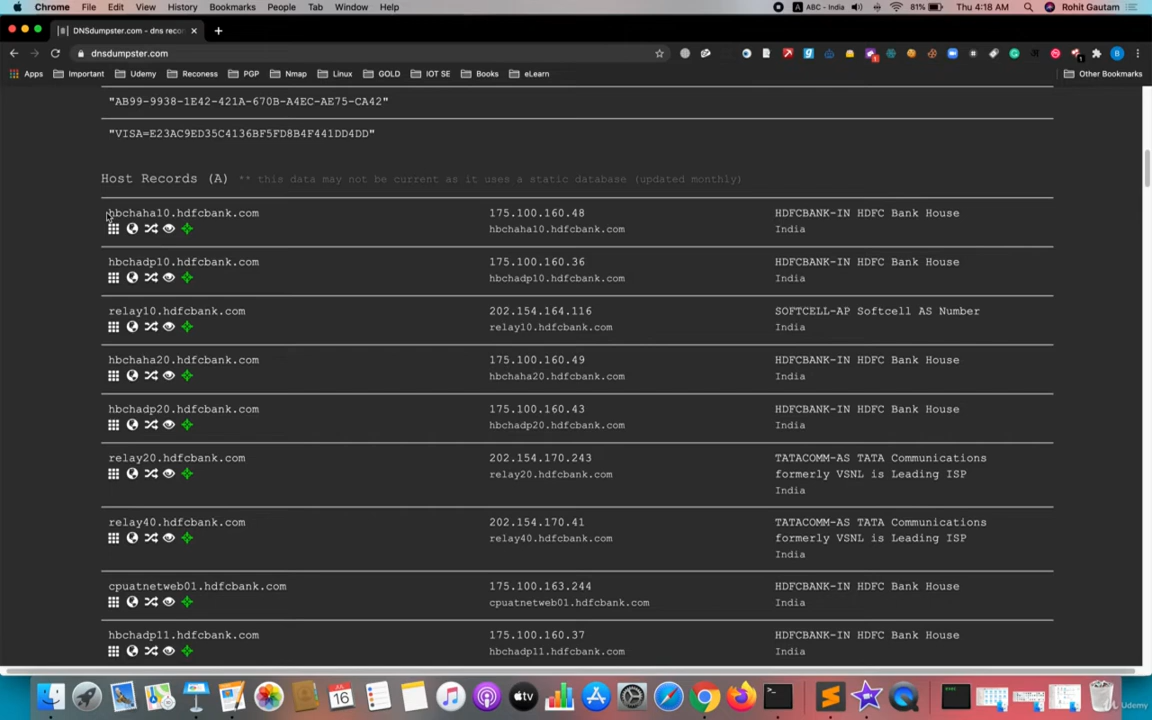 Chrome File Edit View History Bookmarks People Tab Window Help ABC - India 81% Thu 4:18 AM Rohit Gautam
DNSdumpster.com - dns reco
dnsdumpster.com
Apps Important Udemy Reconess PGP Nmap Linux GOLD IOT SE Books eLearn Other Bookmarks
"AB99-9938-1E42-421A-670B-A4EC-AE75-CA42"
"VISA=E23AC9ED35C4136BF5FD8B4F441DD4DD"
Host Records (A) ** this data may not be current as it uses a static database (updated monthly)
hbchaha10.hdfcbank.com 175.100.160.48 HDFCBANK-IN HDFC Bank House
hbchaha10.hdfcbank.com India
hbchadp10.hdfcbank.com 175.100.160.36 HDFCBANK-IN HDFC Bank House
hbchadp10.hdfcbank.com India
relay10.hdfcbank.com 202.154.164.116 SOFTCELL-AP Softcell AS Number
relay10.hdfcbank.com India
hbchaha20.hdfcbank.com 175.100.160.49 HDFCBANK-IN HDFC Bank House
hbchaha20.hdfcbank.com India
hbchadp20.hdfcbank.com 175.100.160.43 HDFCBANK-IN HDFC Bank House
hbchadp20.hdfcbank.com India
relay20.hdfcbank.com 202.154.170.243 TATACOMM-AS TATA Communications
relay20.hdfcbank.com formerly VSNL is Leading ISP
India
relay40.hdfcbank.com 202.154.170.41 TATACOMM-AS TATA Communications
relay40.hdfcbank.com formerly VSNL is Leading ISP
India
cpuatnetweb01.hdfcbank.com 175.100.163.244 HDFCBANK-IN HDFC Bank House
cpuatnetweb01.hdfcbank.com India
hbchadp11.hdfcbank.com 175.100.160.37 HDFCBANK-IN HDFC Bank House
hbchadp11.hdfcbank.com India
JUL
16
tv
Udemy